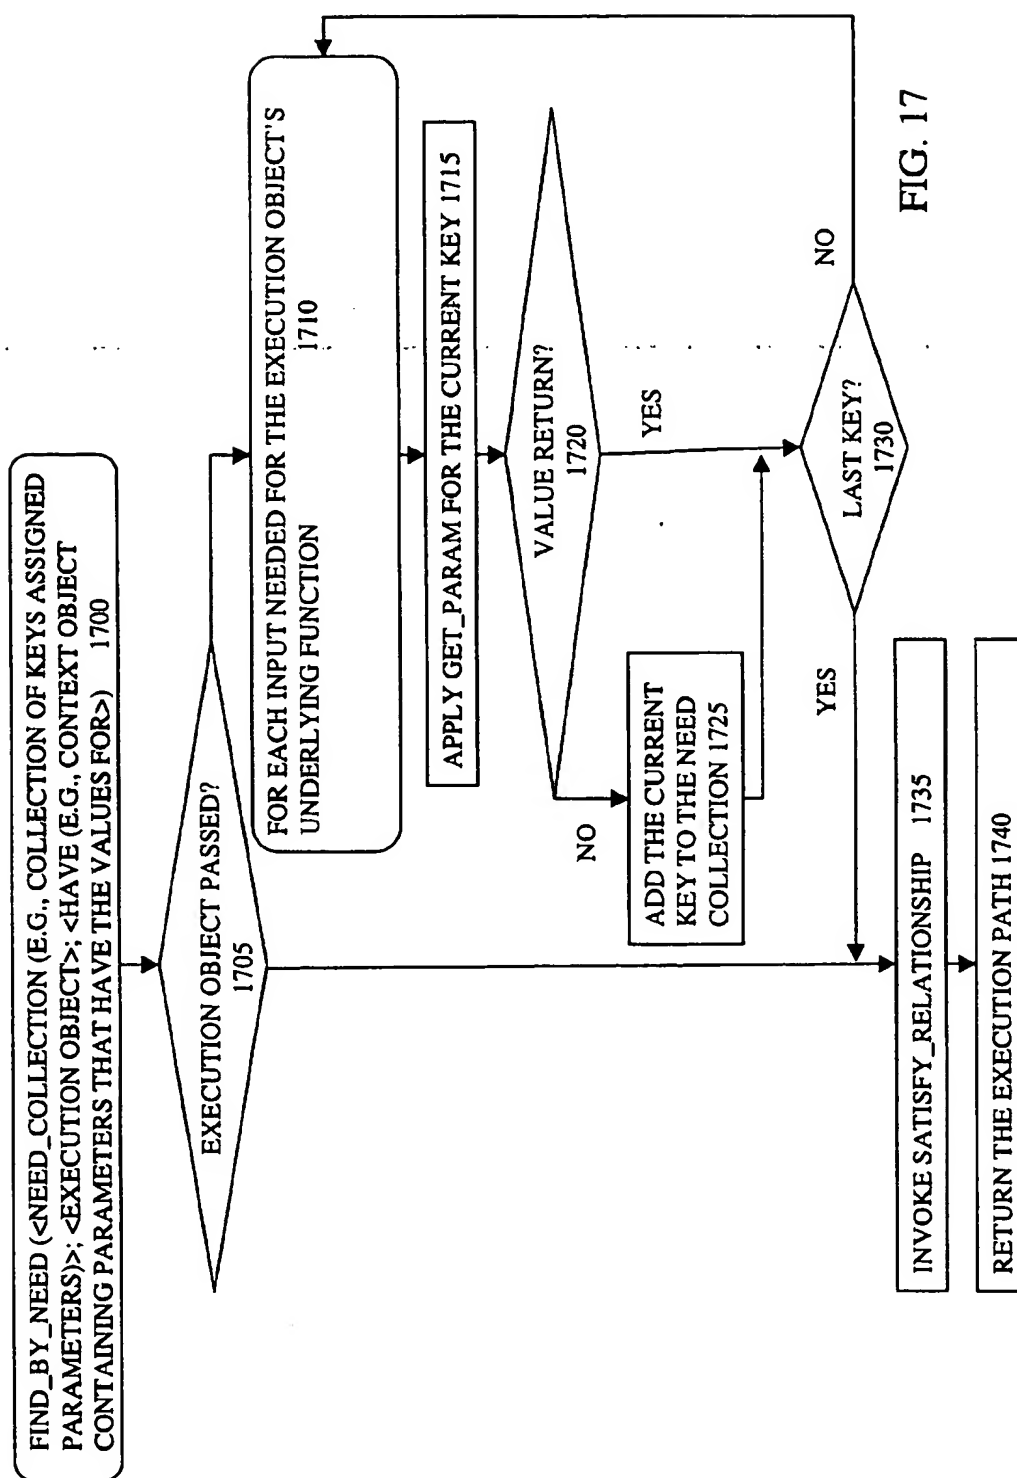 FIND_BY_NEED (<NEED_COLLECTION (E.G., COLLECTION OF KEYS ASSIGNED
PARAMETERS)>; <EXECUTION OBJECT>; <HAVE (E.G., CONTEXT OBJECT
CONTAINING PARAMETERS THAT HAVE THE VALUES FOR>) 1700
EXECUTION OBJECT PASSED?
1705
FOR EACH INPUT NEEDED FOR THE EXECUTION OBJECT'S
UNDERLYING FUNCTION 1710
APPLY GET_PARAM FOR THE CURRENT KEY 1715
VALUE RETURN?
1720
NO
YES
ADD THE CURRENT
KEY TO THE NEED
COLLECTION 1725
LAST KEY?
1730
NO
YES
INVOKE SATISFY_RELATIONSHIP 1735
RETURN THE EXECUTION PATH 1740
FIG. 17